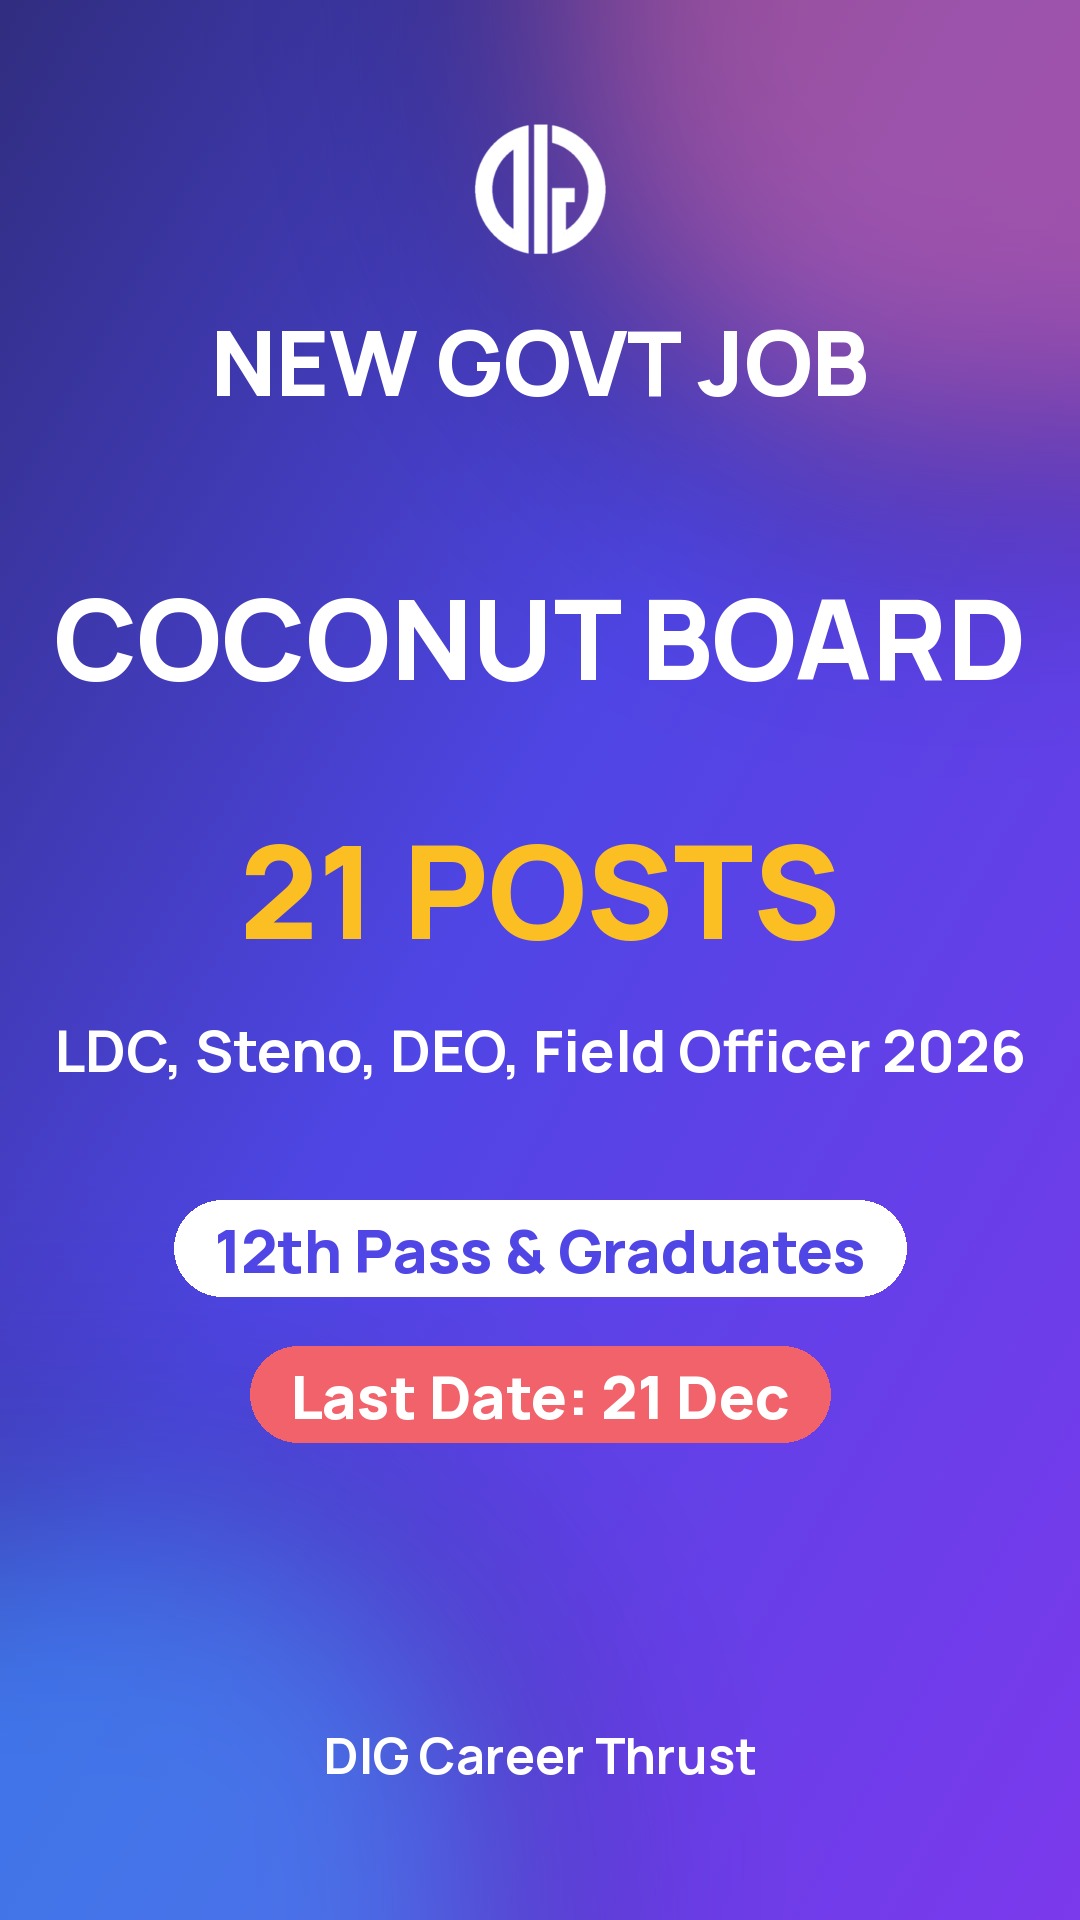 DIG
NEW GOVT JOB
COCONUT BOARD
21 POSTS
LDC, Steno, DEO, Field Officer 2026
12th Pass & Graduates
Last Date: 21 Dec
DIG Career Thrust